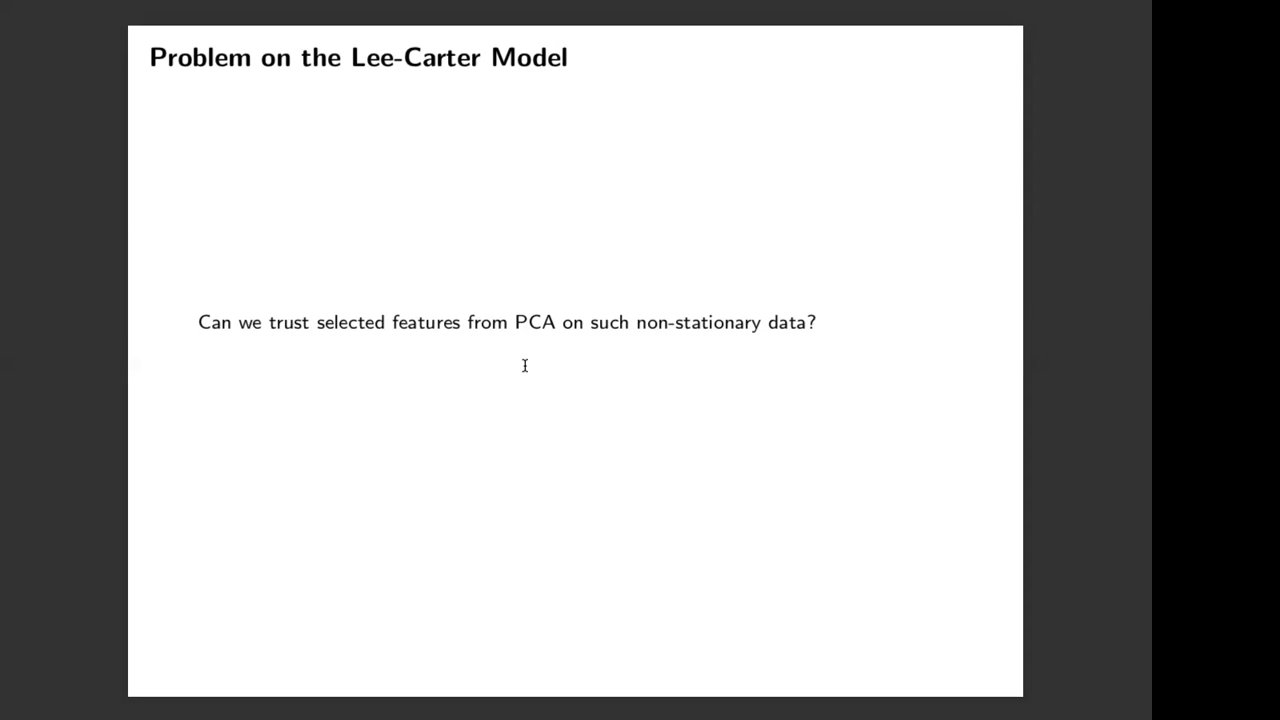 Problem on the Lee-Carter Model
Can we trust selected features from PCA on such non-stationary data?